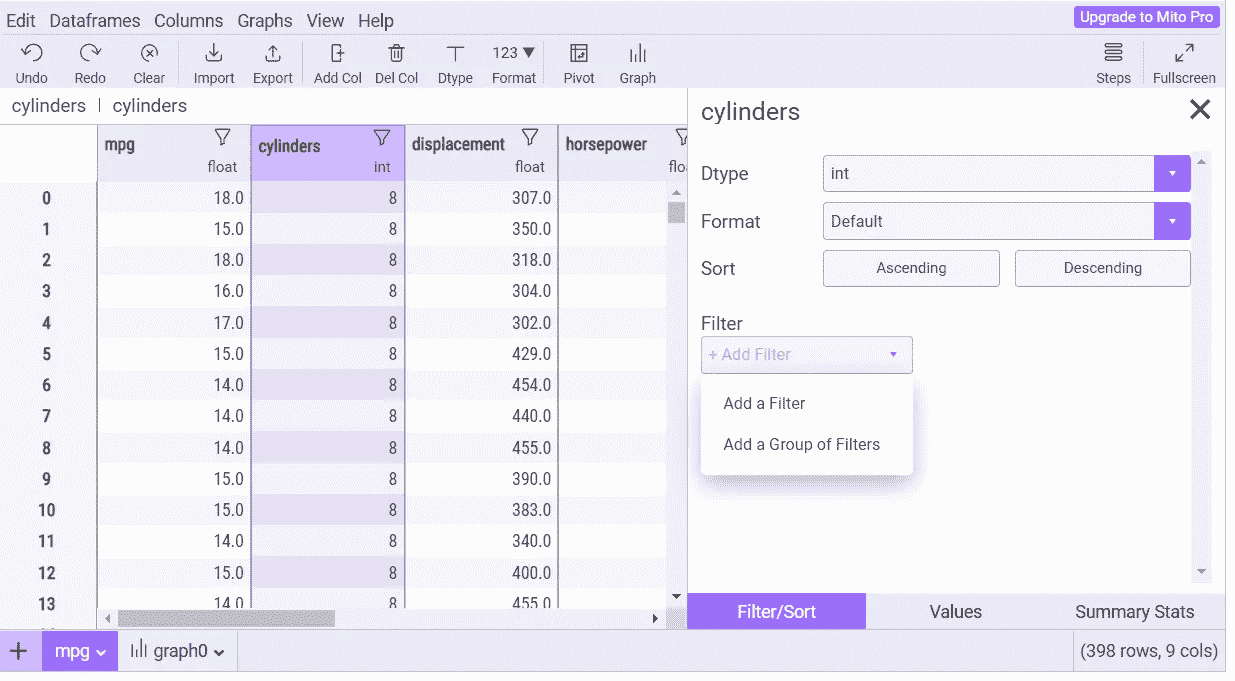 Edit Dataframes Columns Graphs View Help Upgrade to Mito Pro
123
Undo Redo Clear Import Export Add Col Del Col Dtype Format Pivot Graph Steps Fullscreen
cylinders | cylinders
cylinders
mpg cylinders displacement horsepower
float int float flo
0 18.0 8 307.0
1 15.0 8 350.0
2 18.0 8 318.0
3 16.0 8 304.0
4 17.0 8 302.0
5 15.0 8 429.0
6 14.0 8 454.0
7 14.0 8 440.0
8 14.0 8 455.0
9 15.0 8 390.0
10 15.0 8 383.0
11 14.0 8 340.0
12 15.0 8 400.0
13 14.0 8 455.0
Dtype int
Format Default
Sort Ascending Descending
Filter
+ Add Filter
Add a Filter
Add a Group of Filters
Filter/Sort Values Summary Stats
+ mpg graph0 (398 rows, 9 cols)